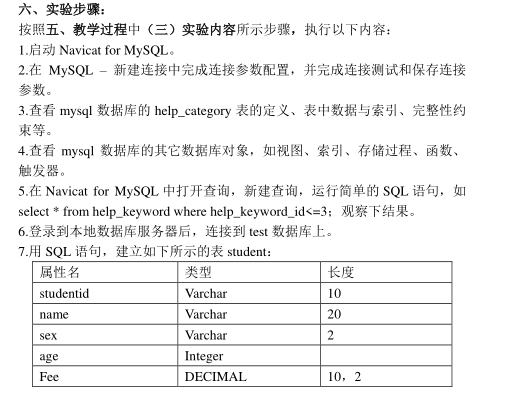 六、实验步骤：
按照五、教学过程中（三）实验内容所示步骤，执行以下内容：
1.启动 Navicat for MySQL。
2.在 MySQL – 新建连接中完成连接参数配置，并完成连接测试和保存连接
参数。
3.查看 mysql 数据库的 help_category 表的定义、表中数据与索引、完整性约
束等。
4.查看 mysql 数据库的其它数据库对象，如视图、索引、存储过程、函数、
触发器。
5.在 Navicat for MySQL 中打开查询，新建查询，运行简单的 SQL 语句，如
select * from help_keyword where help_keyword_id<=3；观察下结果。
6.登录到本地数据库服务器后，连接到 test 数据库上。
7.用 SQL 语句，建立如下所示的表 student：
属性名 类型 长度
studentid Varchar 10
name Varchar 20
sex Varchar 2
age Integer
Fee DECIMAL 10，2